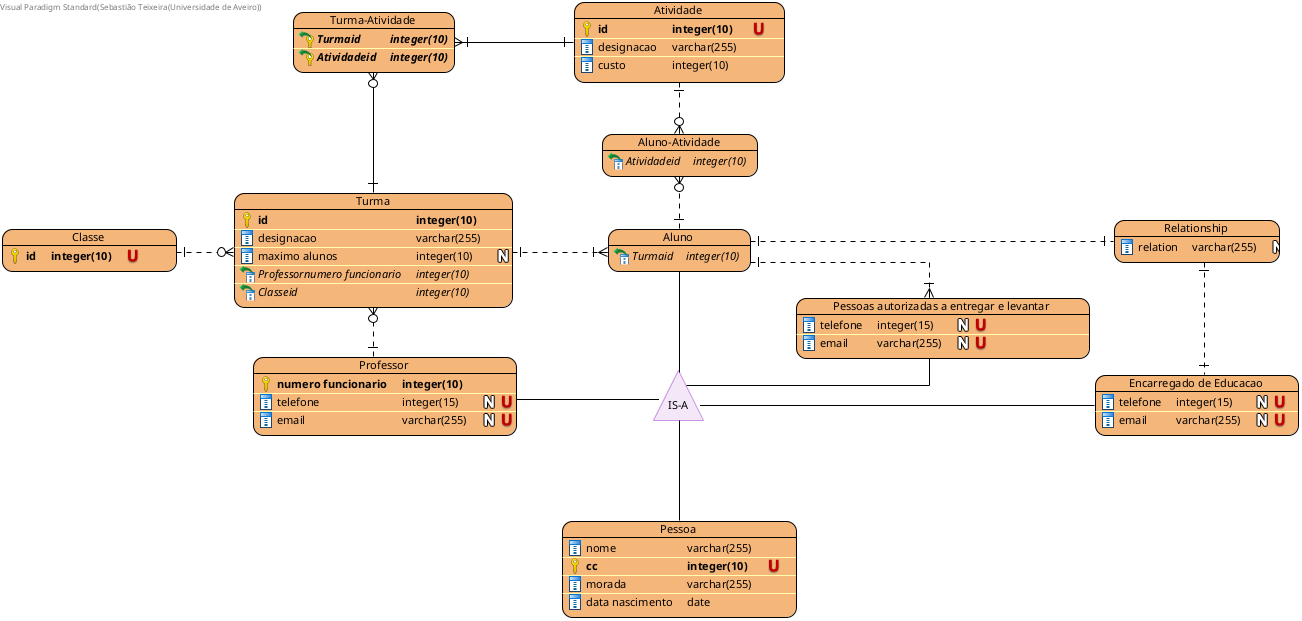 Visual Paradigm Standard(Sebastião Teixeira(Universidade de Aveiro))
Turma-Atividade
Turmaid integer(10)
Atividadeid integer(10)
Atividade
id integer(10) U
designacao varchar(255)
custo integer(10)
Aluno-Atividade
Atividadeid integer(10)
Turma
id integer(10)
designacao varchar(255)
maximo alunos integer(10) N
Professornumero funcionario integer(10)
Classeid integer(10)
Classe
id integer(10) U
Aluno
Turmaid integer(10)
Relationship
relation varchar(255) N
Pessoas autorizadas a entregar e levantar
telefone integer(15) N U
email varchar(255) N U
Professor
numero funcionario integer(10)
telefone integer(15) N U
email varchar(255) N U
IS-A
Encarregado de Educacao
telefone integer(15) N U
email varchar(255) N U
Pessoa
nome varchar(255)
cc integer(10) U
morada varchar(255)
data nascimento date